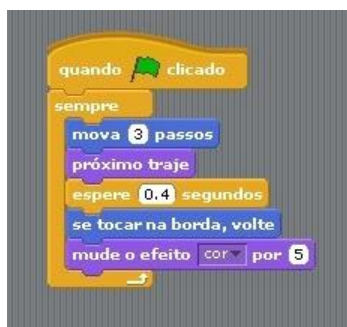 quando clicado
sempre
mova 3 passos
próximo traje
espere 0.4 segundos
se tocar na borda, volte
mude o efeito cor por 5